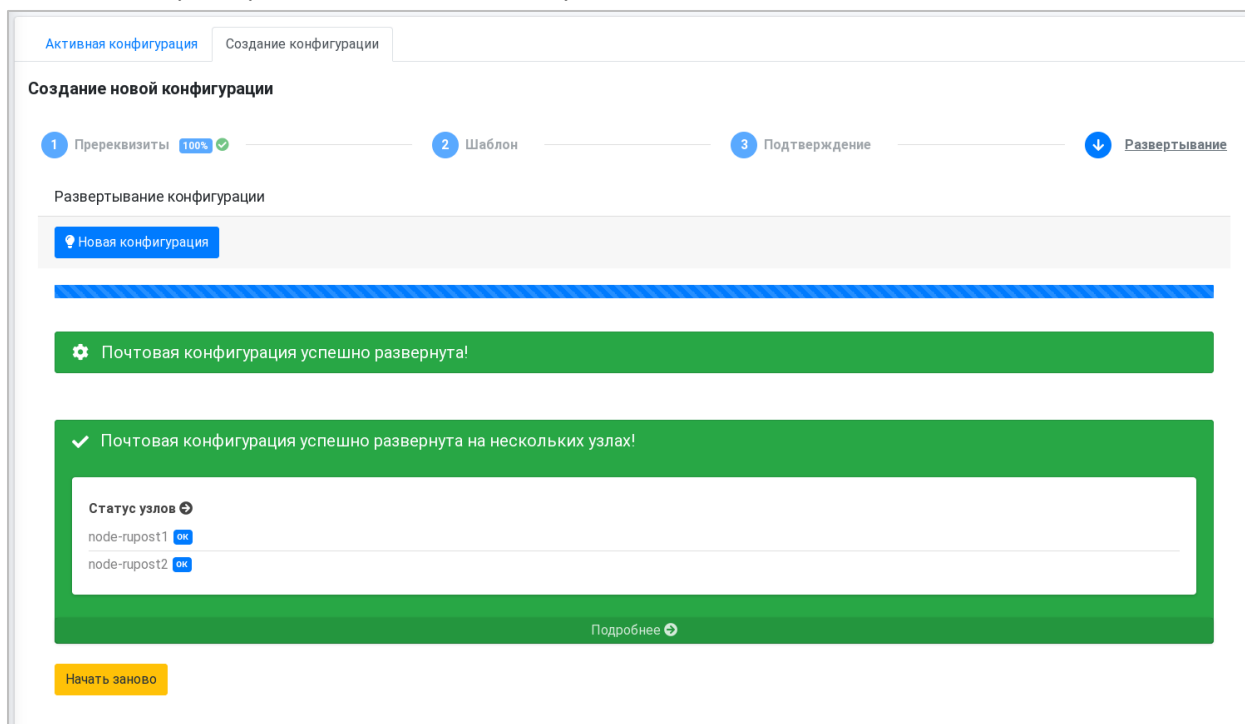 Активная конфигурация Создание конфигурации
Создание новой конфигурации
1 Пререквизиты 100% 2 Шаблон 3 Подтверждение Развертывание
Развертывание конфигурации
Новая конфигурация
Почтовая конфигурация успешно развернута!
Почтовая конфигурация успешно развернута на нескольких узлах!
Статус узлов
node-rupost1 ок
node-rupost2 ок
Подробнее
Начать заново